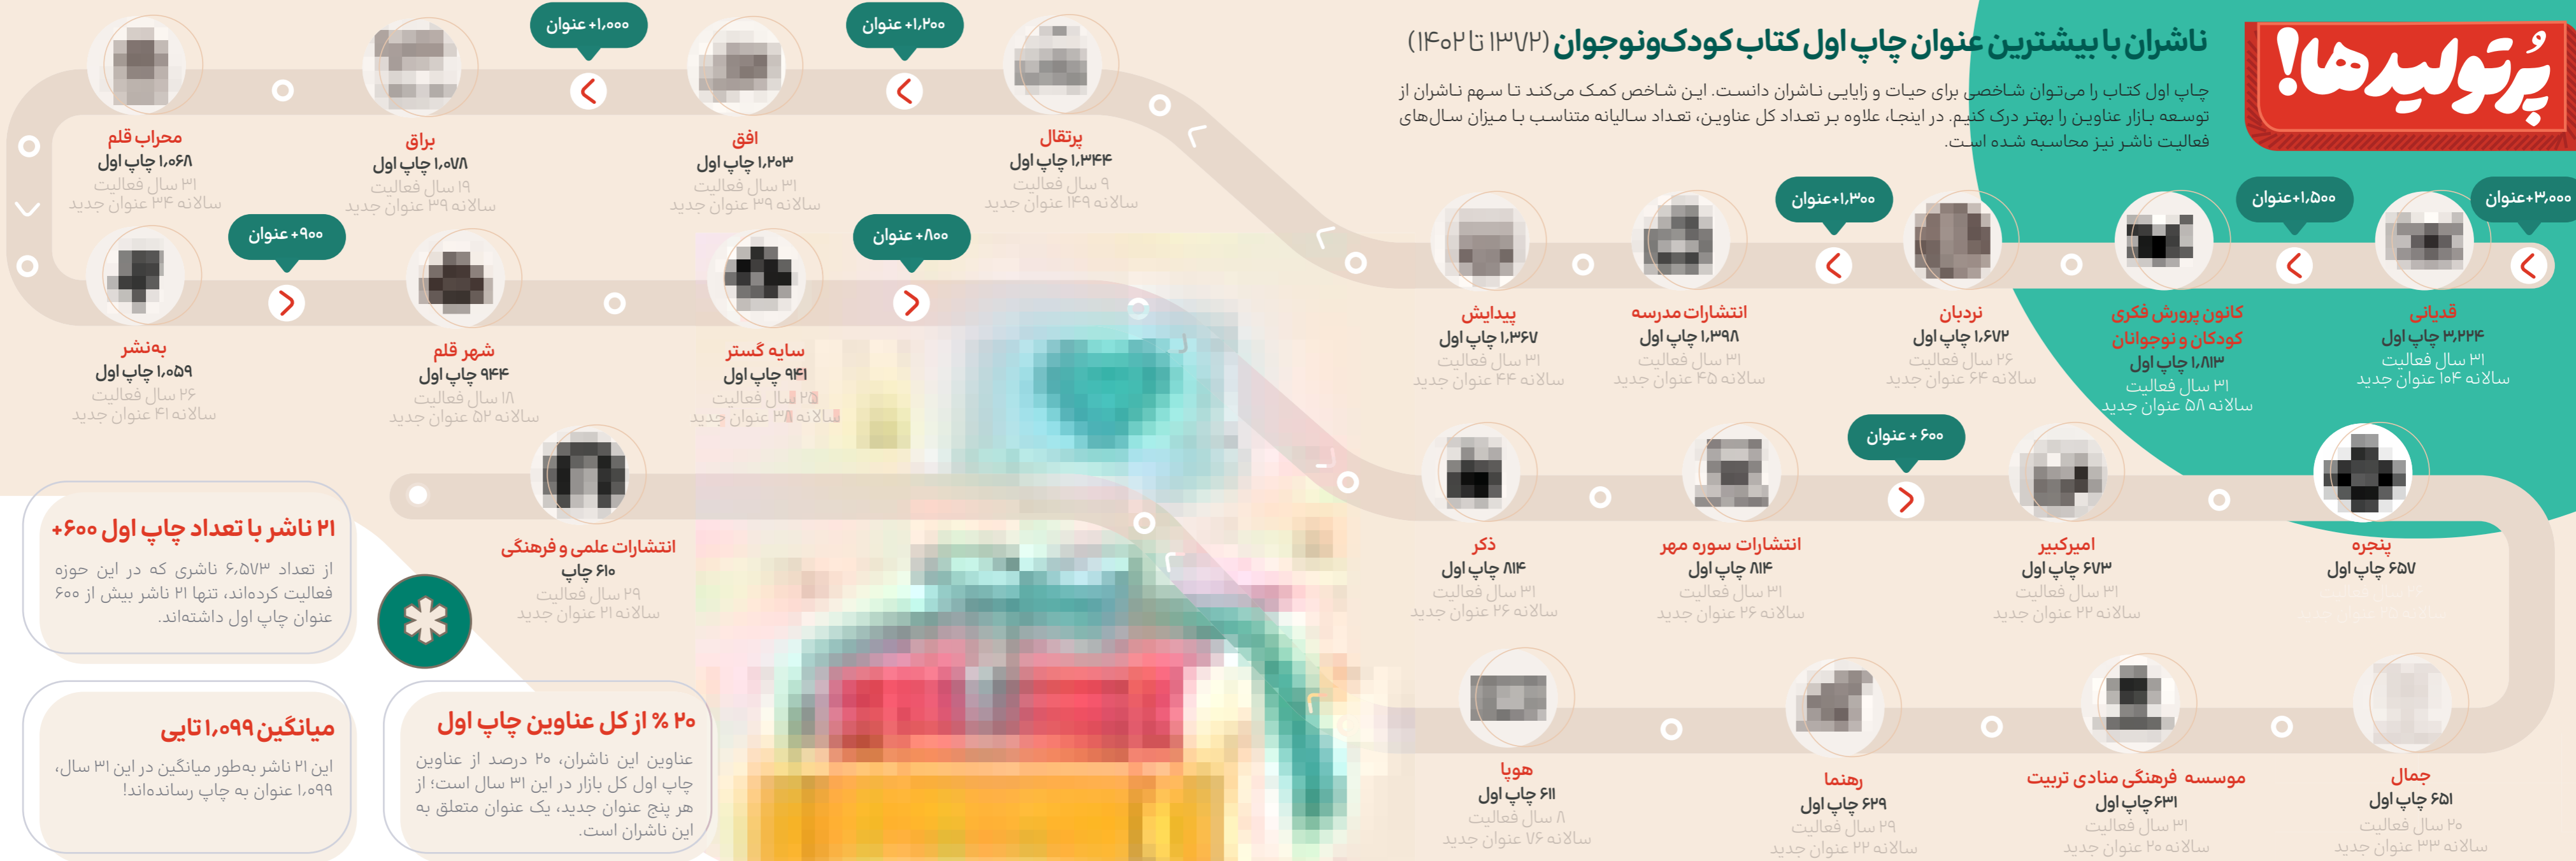 پُرتولیدها!
ناشران با بیشترین عنوان چاپ اول کتاب کودک‌ونوجوان (۱۳۷۲ تا ۱۴۰۲)
چاپ اول کتاب را می‌توان شاخصی برای حیات و زایایی ناشران دانست. این شاخص کمک می‌کند تا سهم ناشران از
توسعه بازار عناوین را بهتر درک کنیم. در اینجا، علاوه بر تعداد کل عناوین، تعداد سالیانه متناسب با میزان سال‌های
فعالیت ناشر نیز محاسبه شده است.
۳٫۰۰۰+عنوان
قدیانی
۳٫۲۲۴ چاپ اول
۳۱ سال فعالیت
سالانه ۱۰۴ عنوان جدید
۱٫۵۰۰+عنوان
کانون پرورش فکری
کودکان و نوجوانان
۱٫۸۱۳ چاپ اول
۳۱ سال فعالیت
سالانه ۵۸ عنوان جدید
نردبان
۱٫۶۷۲ چاپ اول
۲۶ سال فعالیت
سالانه ۶۴ عنوان جدید
۱٫۳۰۰+عنوان
انتشارات مدرسه
۱٫۳۹۸ چاپ اول
۳۱ سال فعالیت
سالانه ۴۵ عنوان جدید
پیدایش
۱٫۳۶۷ چاپ اول
۳۱ سال فعالیت
سالانه ۴۴ عنوان جدید
پرتقال
۱٫۳۴۴ چاپ اول
۹ سال فعالیت
سالانه ۱۴۹ عنوان جدید
۱٫۲۰۰+ عنوان
افق
۱٫۲۰۳ چاپ اول
۳۱ سال فعالیت
سالانه ۳۹ عنوان جدید
۱٫۰۰۰+ عنوان
براق
۱٫۰۷۸ چاپ اول
۱۹ سال فعالیت
سالانه ۳۹ عنوان جدید
محراب قلم
۱٫۰۶۸ چاپ اول
۳۱ سال فعالیت
سالانه ۳۴ عنوان جدید
به‌نشر
۱٫۰۵۹ چاپ اول
۲۶ سال فعالیت
سالانه ۴۱ عنوان جدید
۹۰۰+ عنوان
شهر قلم
۹۴۴ چاپ اول
۱۸ سال فعالیت
سالانه ۵۲ عنوان جدید
سایه گستر
۹۴۱ چاپ اول
۲۵ سال فعالیت
سالانه ۳۸ عنوان جدید
۸۰۰+ عنوان
ذکر
۸۱۴ چاپ اول
۳۱ سال فعالیت
سالانه ۲۶ عنوان جدید
انتشارات سوره مهر
۸۱۴ چاپ اول
۳۱ سال فعالیت
سالانه ۲۶ عنوان جدید
۶۰۰ + عنوان
امیرکبیر
۶۷۳ چاپ اول
۳۱ سال فعالیت
سالانه ۲۲ عنوان جدید
پنجره
۶۵۷ چاپ اول
جمال
۶۵۱ چاپ اول
۲۰ سال فعالیت
سالانه ۳۳ عنوان جدید
موسسه فرهنگی منادی تربیت
۶۳۱چاپ اول
۳۱ سال فعالیت
سالانه ۲۰ عنوان جدید
رهنما
۶۲۹ چاپ اول
۲۹ سال فعالیت
سالانه ۲۲ عنوان جدید
هوپا
۶۱۱ چاپ اول
۸ سال فعالیت
سالانه ۷۶ عنوان جدید
انتشارات علمی و فرهنگی
۶۱۰ چاپ
۲۹ سال فعالیت
سالانه ۲۱ عنوان جدید
۲۱ ناشر با تعداد چاپ اول ۶۰۰+
از تعداد ۶٫۵۷۳ ناشری که در این حوزه
فعالیت کرده‌اند، تنها ۲۱ ناشر بیش از ۶۰۰
عنوان چاپ اول داشته‌اند.
۲۰ % از کل عناوین چاپ اول
عناوین این ناشران، ۲۰ درصد از عناوین
چاپ اول کل بازار در این ۳۱ سال است؛ از
هر پنج عنوان جدید، یک عنوان متعلق به
این ناشران است.
میانگین ۱٫۰۹۹ تایی
این ۲۱ ناشر به‌طور میانگین در این ۳۱ سال،
۱٫۰۹۹ عنوان به چاپ رسانده‌اند!